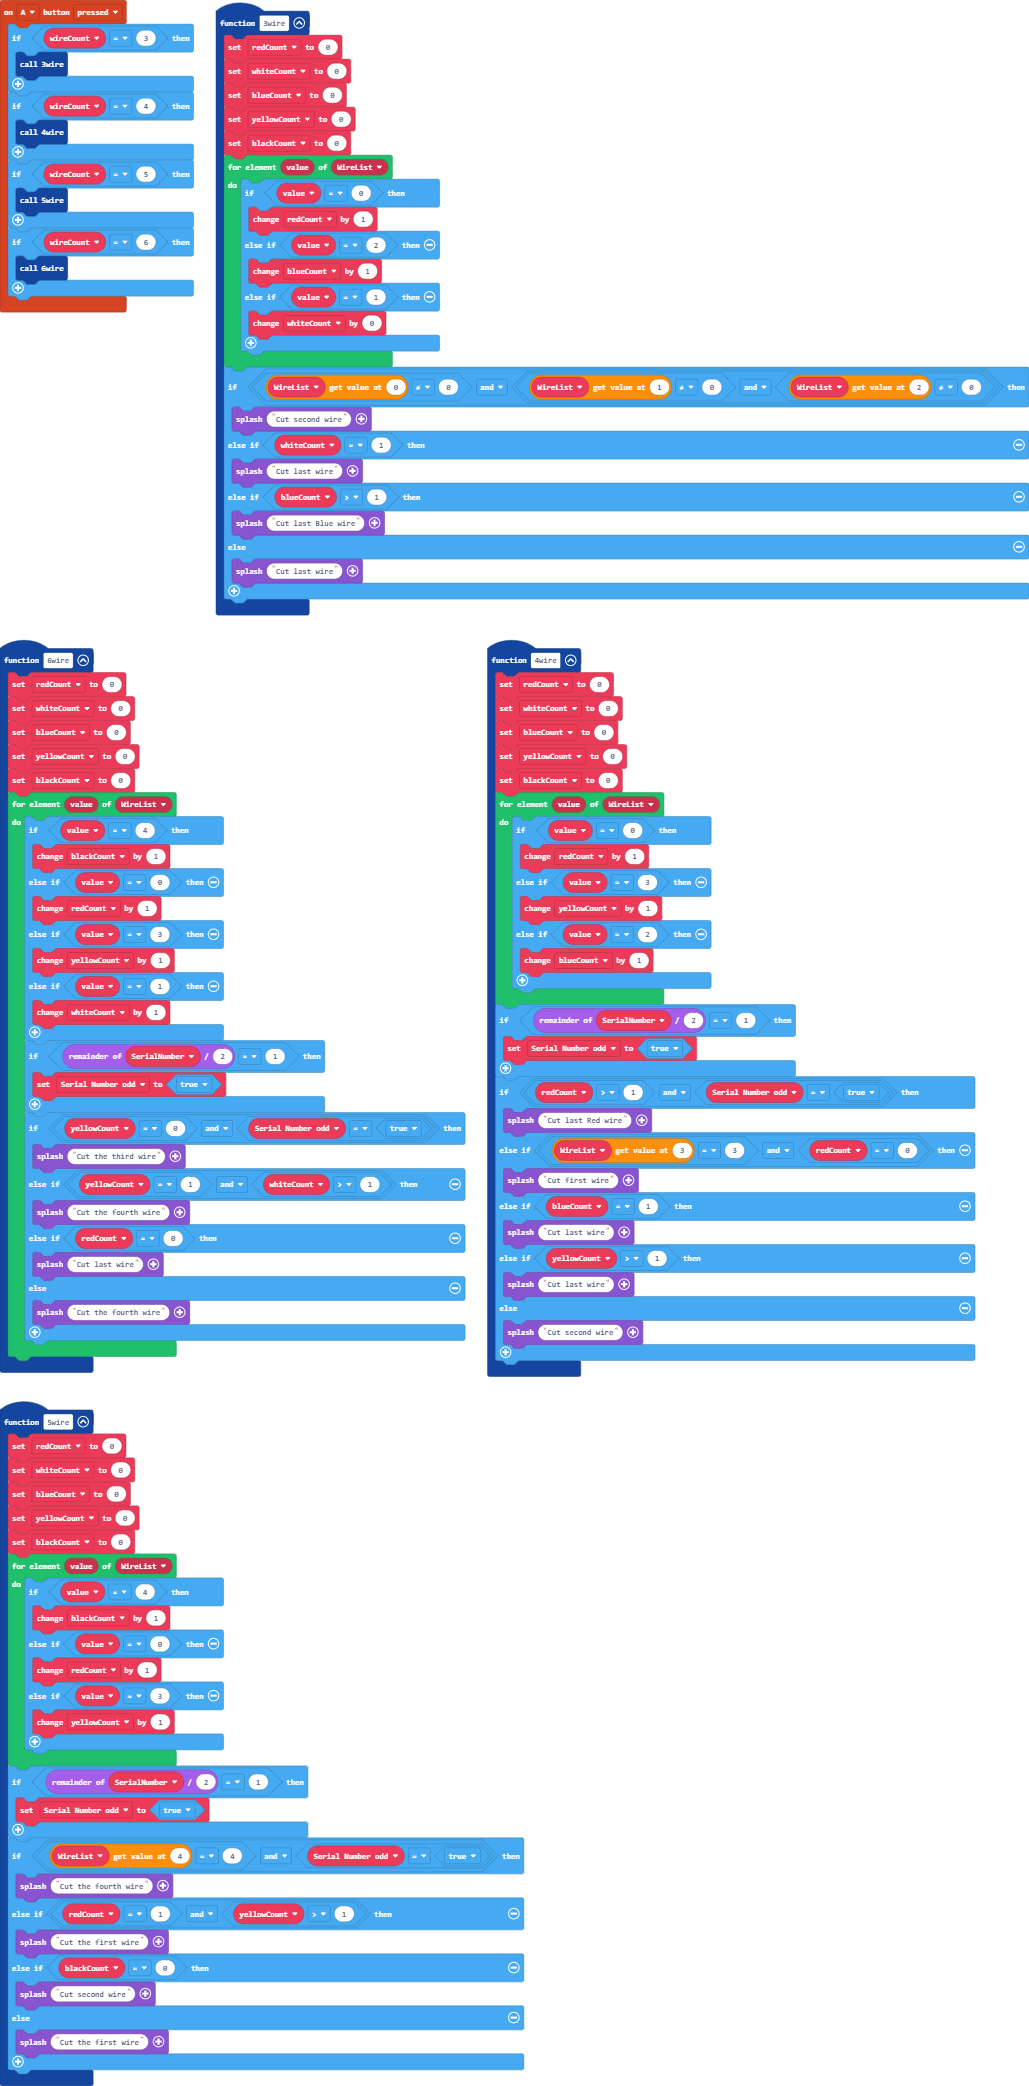 on A button pressed
if wireCount = 3 then
call 3wire
if wireCount = 4 then
call 4wire
if wireCount = 5 then
call 5wire
if wireCount = 6 then
call 6wire
function 3wire
set redCount to 0
set whiteCount to 0
set blueCount to 0
set yellowCount to 0
set blackCount to 0
for element value of WireList
do
if value = 0 then
change redCount by 1
else if value = 2 then
change blueCount by 1
else if value = 1 then
change whiteCount by 0
if WireList get value at 0 ≠ 0 and WireList get value at 1 ≠ 0 and WireList get value at 2 ≠ 0 then
splash "Cut second wire"
else if whiteCount = 1 then
splash "Cut last wire"
else if blueCount > 1 then
splash "Cut last Blue wire"
else
splash "Cut last wire"
function 6wire
set redCount to 0
set whiteCount to 0
set blueCount to 0
set yellowCount to 0
set blackCount to 0
for element value of WireList
do
if value = 4 then
change blackCount by 1
else if value = 0 then
change redCount by 1
else if value = 3 then
change yellowCount by 1
else if value = 1 then
change whiteCount by 1
if remainder of SerialNumber / 2 = 1 then
set Serial Number odd to true
if yellowCount = 0 and Serial Number odd = true then
splash "Cut the third wire"
else if yellowCount = 1 and whiteCount > 1 then
splash "Cut the fourth wire"
else if redCount = 0 then
splash "Cut last wire"
else
splash "Cut the fourth wire"
function 4wire
set redCount to 0
set whiteCount to 0
set blueCount to 0
set yellowCount to 0
set blackCount to 0
for element value of WireList
do
if value = 0 then
change redCount by 1
else if value = 3 then
change yellowCount by 1
else if value = 2 then
change blueCount by 1
if remainder of SerialNumber / 2 = 1 then
set Serial Number odd to true
if redCount > 1 and Serial Number odd = true then
splash "Cut last Red wire"
else if WireList get value at 3 = 3 and redCount = 0 then
splash "Cut first wire"
else if blueCount = 1 then
splash "Cut last wire"
else if yellowCount > 1 then
splash "Cut last wire"
else
splash "Cut second wire"
function 5wire
set redCount to 0
set whiteCount to 0
set blueCount to 0
set yellowCount to 0
set blackCount to 0
for element value of WireList
do
if value = 4 then
change blackCount by 1
else if value = 0 then
change redCount by 1
else if value = 3 then
change yellowCount by 1
if remainder of SerialNumber / 2 = 1 then
set Serial Number odd to true
if WireList get value at 4 = 4 and Serial Number odd = true then
splash "Cut the fourth wire"
else if redCount = 1 and yellowCount > 1 then
splash "Cut the first wire"
else if blackCount = 0 then
splash "Cut second wire"
else
splash "Cut the first wire"